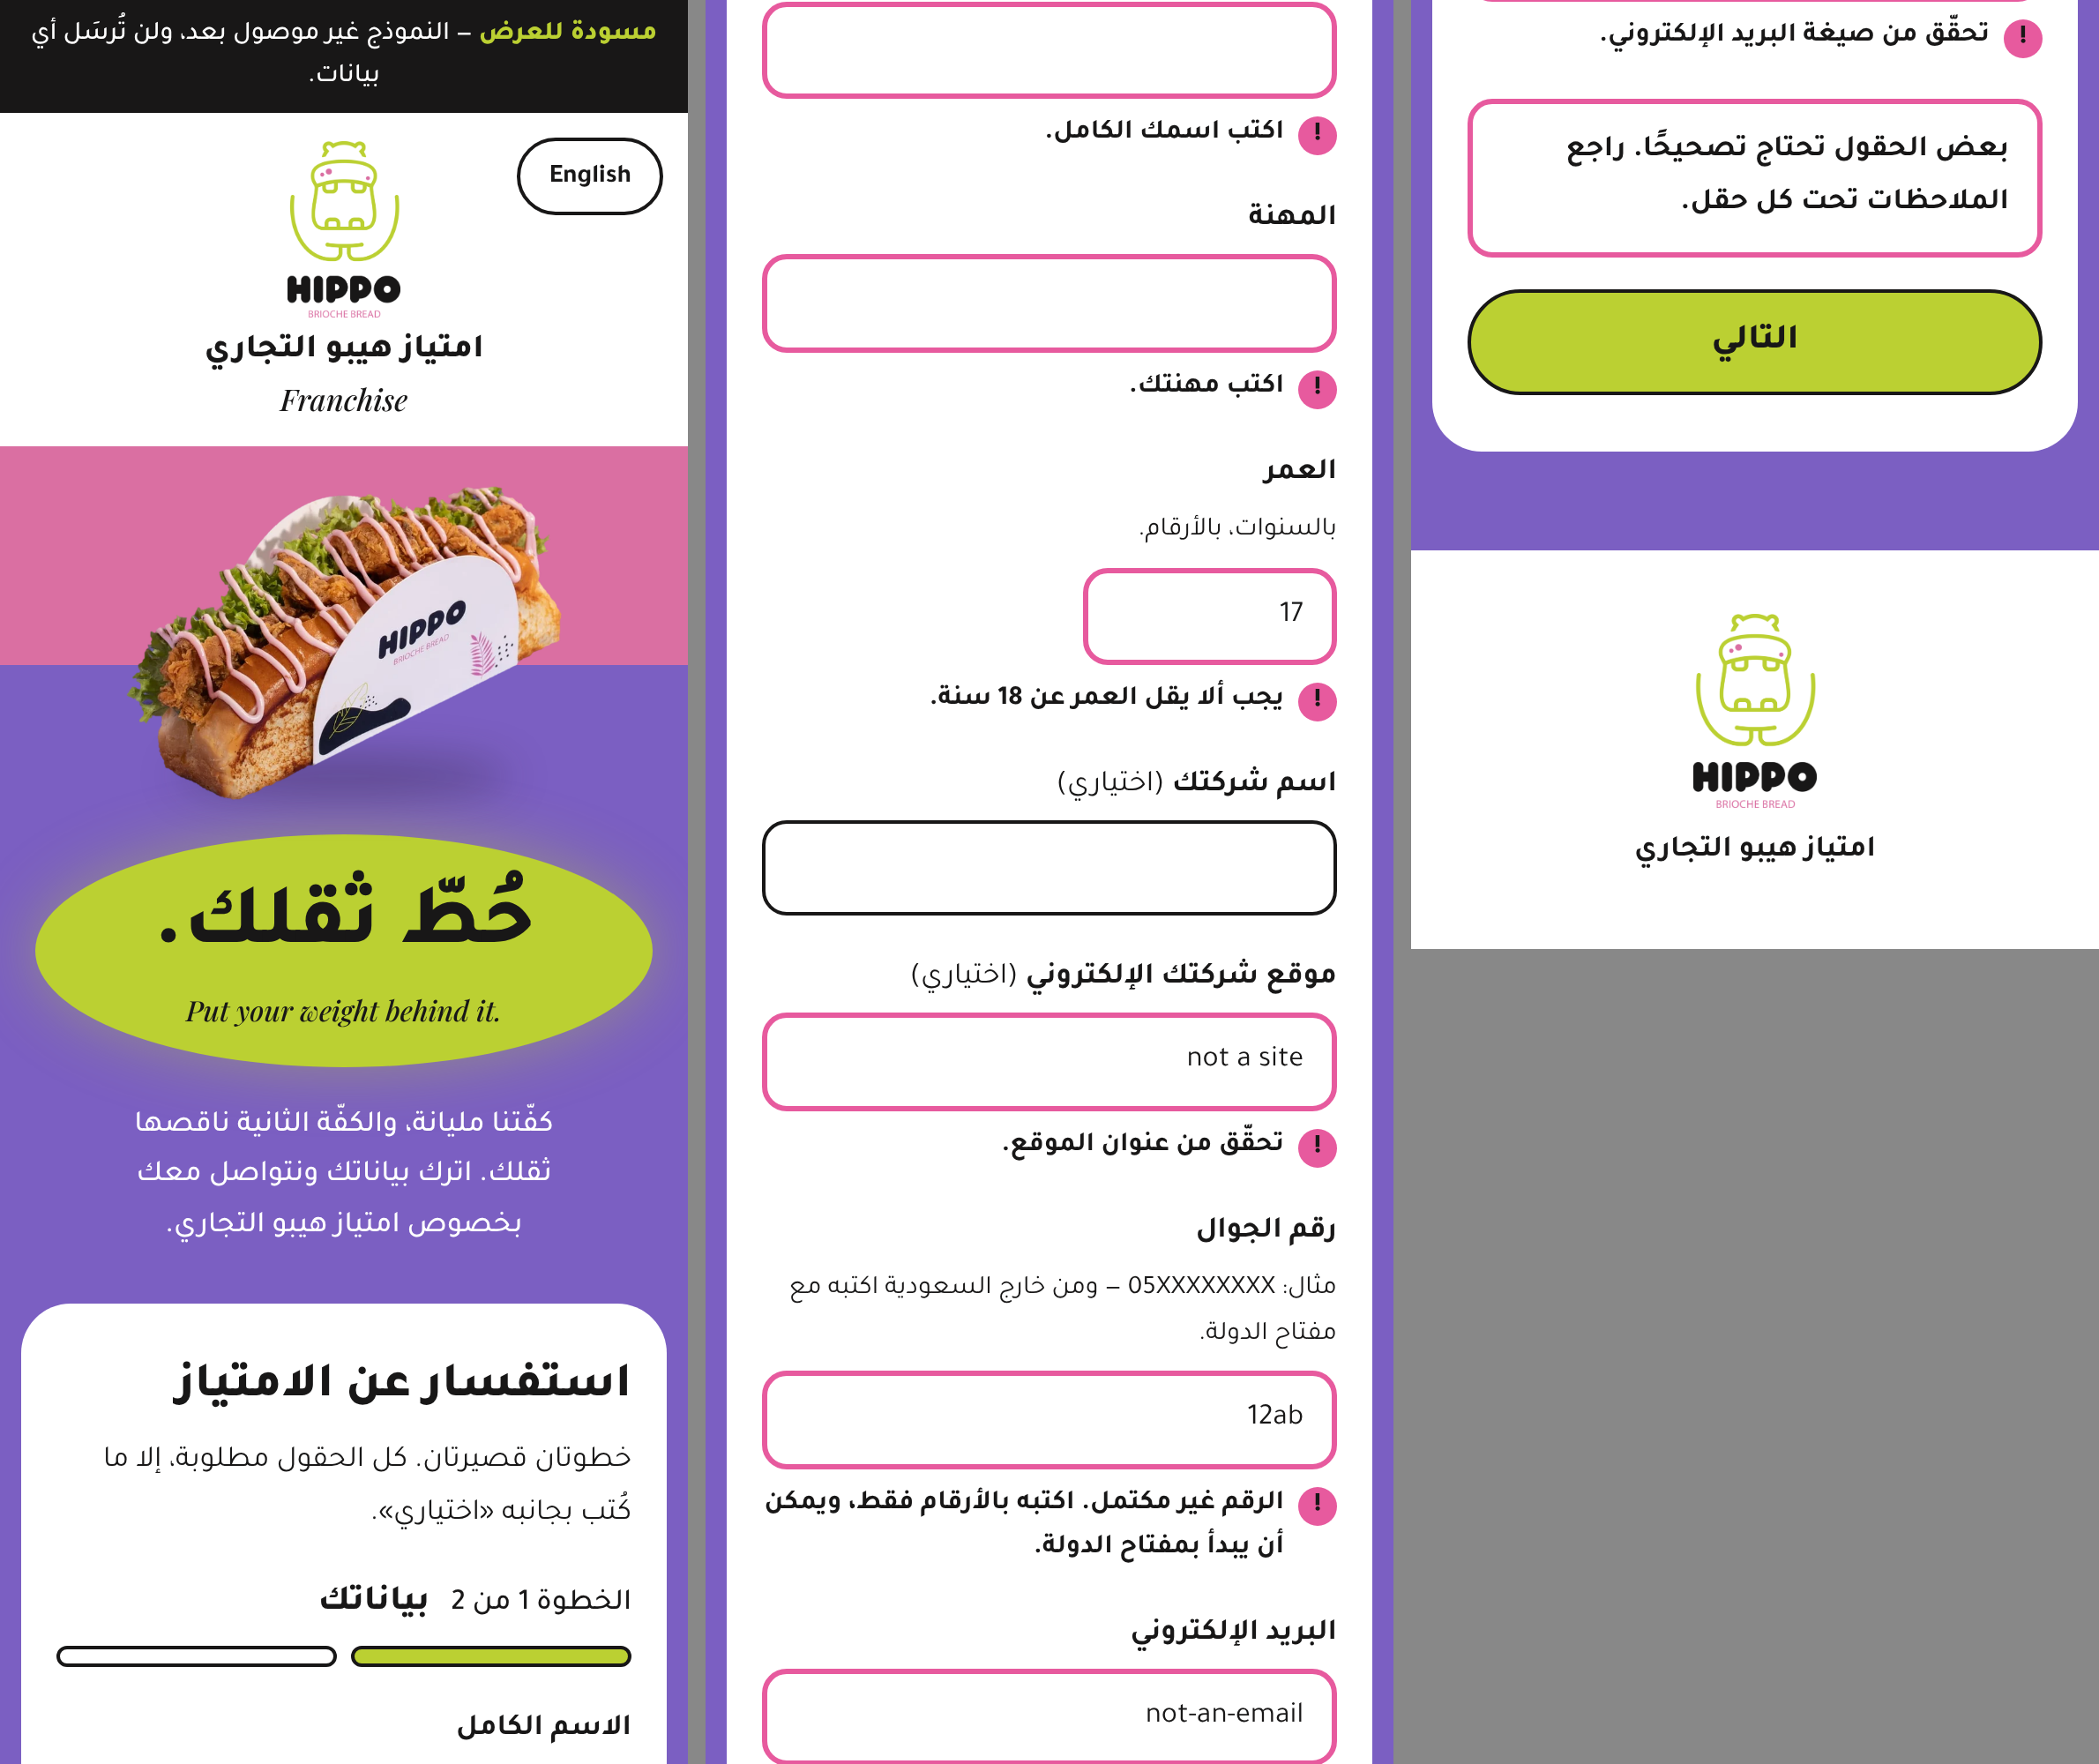 مسودة للعرض – النموذج غير موصول بعد، ولن تُرسَل أي
بيانات.
English
HIPPO
BRIOCHE BREAD
امتياز هيبو التجاري
Franchise
HIPPO
BRIOCHE BREAD
حُطّ ثقلك.
Put your weight behind it.
كفّتنا مليانة، والكفّة الثانية ناقصها
ثقلك. اترك بياناتك ونتواصل معك
بخصوص امتياز هيبو التجاري.
استفسار عن الامتياز
خطوتان قصيرتان. كل الحقول مطلوبة، إلا ما
كُتب بجانبه «اختياري».
الخطوة 1 من 2 بياناتك
الاسم الكامل
! اكتب اسمك الكامل.
المهنة
! اكتب مهنتك.
العمر
بالسنوات، بالأرقام.
17
! يجب ألا يقل العمر عن 18 سنة.
اسم شركتك (اختياري)
موقع شركتك الإلكتروني (اختياري)
not a site
! تحقّق من عنوان الموقع.
رقم الجوال
مثال: 05XXXXXXXX – ومن خارج السعودية اكتبه مع
مفتاح الدولة.
12ab
! الرقم غير مكتمل. اكتبه بالأرقام فقط، ويمكن
أن يبدأ بمفتاح الدولة.
البريد الإلكتروني
not-an-email
! تحقّق من صيغة البريد الإلكتروني.
بعض الحقول تحتاج تصحيحًا. راجع
الملاحظات تحت كل حقل.
التالي
HIPPO
BRIOCHE BREAD
امتياز هيبو التجاري